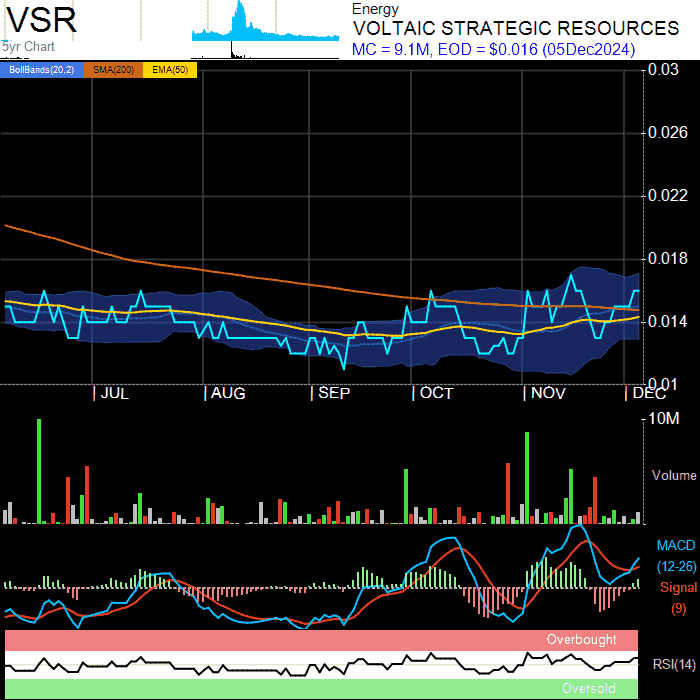 VSR
5yr Chart
Energy
VOLTAIC STRATEGIC RESOURCES
MC = 9.1M, EOD = $0.016 (05Dec2024)
BollBands(20,2) SMA(200) EMA(50)
0.03
0.026
0.022
0.018
0.014
0.01
| JUL | AUG | SEP | OCT | NOV | DEC
10M
Volume
MACD
(12-26)
Signal
(9)
Overbought
RSI(14)
Oversold